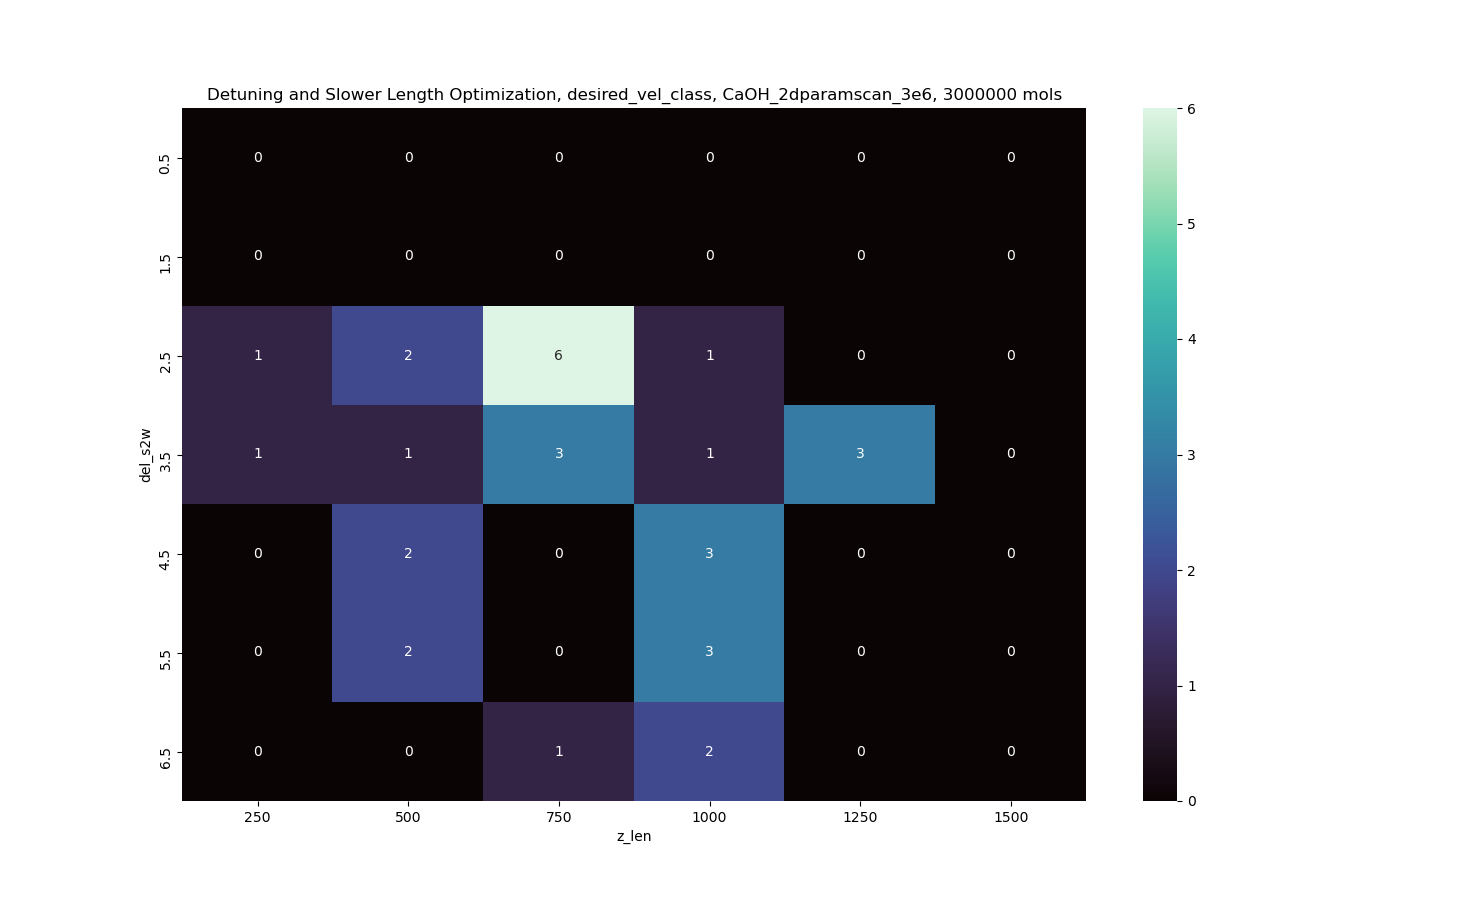 Detuning and Slower Length Optimization, desired_vel_class, CaOH_2dparamscan_3e6, 3000000 mols
0.5 0 0 0 0 0 0
1.5 0 0 0 0 0 0
2.5 1 2 6 1 0 0
3.5 1 1 3 1 3 0
4.5 0 2 0 3 0 0
5.5 0 2 0 3 0 0
6.5 0 0 1 2 0 0
250 500 750 1000 1250 1500
z_len
del_s2w
6
5
4
3
2
1
0